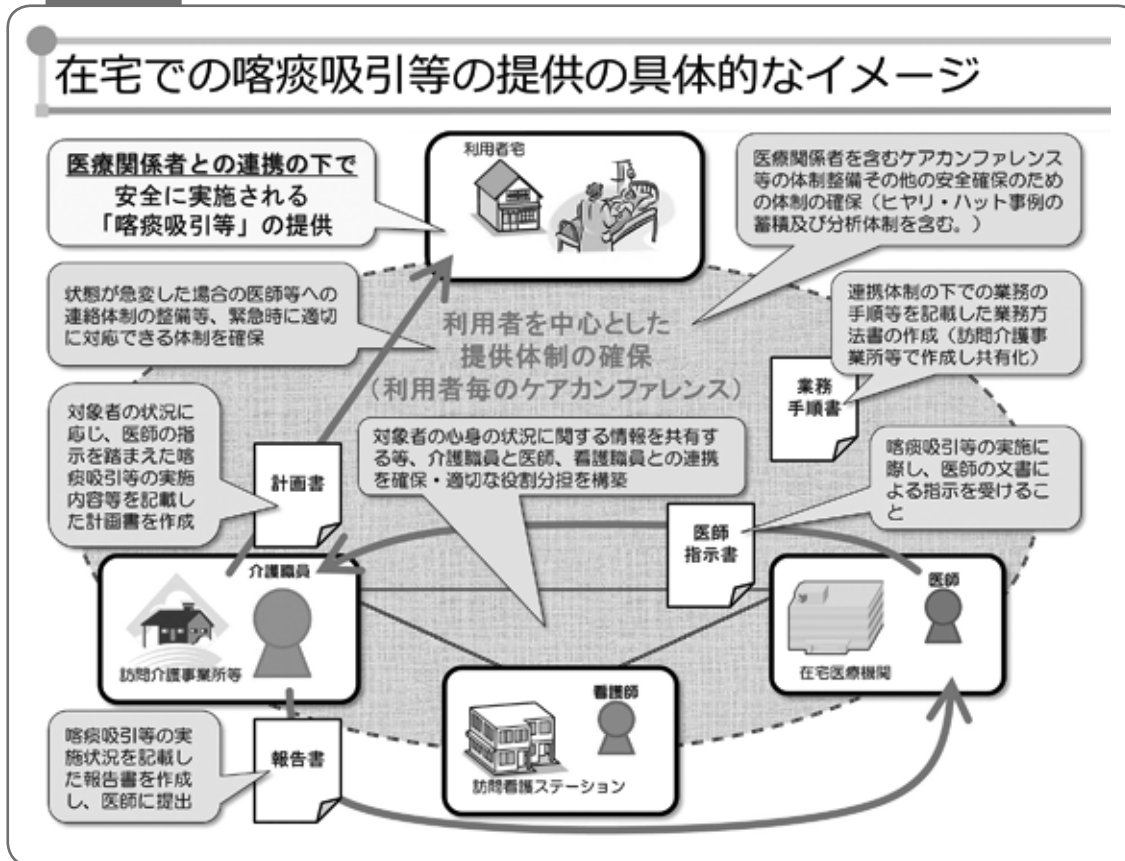 在宅での喀痰吸引等の提供の具体的なイメージ
医療関係者との連携の下で
安全に実施される
「喀痰吸引等」の提供
利用者宅
医療関係者を含むケアカンファレンス
等の体制整備その他の安全確保のため
の体制の確保（ヒヤリ・ハット事例の
蓄積及び分析体制を含む。）
状態が急変した場合の医師等への
連絡体制の整備等、緊急時に適切
に対応できる体制を確保
利用者を中心とした
提供体制の確保
（利用者毎のケアカンファレンス）
連携体制の下での業務の
手順等を記載した業務方
法書の作成（訪問介護事
業所等で作成し共有化）
業務
手順書
対象者の状況に
応じ、医師の指
示を踏まえた喀
痰吸引等の実施
内容等を記載し
た計画書を作成
計画書
対象者の心身の状況に関する情報を共有す
る等、介護職員と医師、看護職員との連携
を確保・適切な役割分担を構築
喀痰吸引等の実施に
際し、医師の文書に
よる指示を受けるこ
と
医師
指示書
介護職員
訪問介護事業所等
医師
在宅医療機関
看護師
訪問看護ステーション
喀痰吸引等の実
施状況を記載し
た報告書を作成
し、医師に提出
報告書